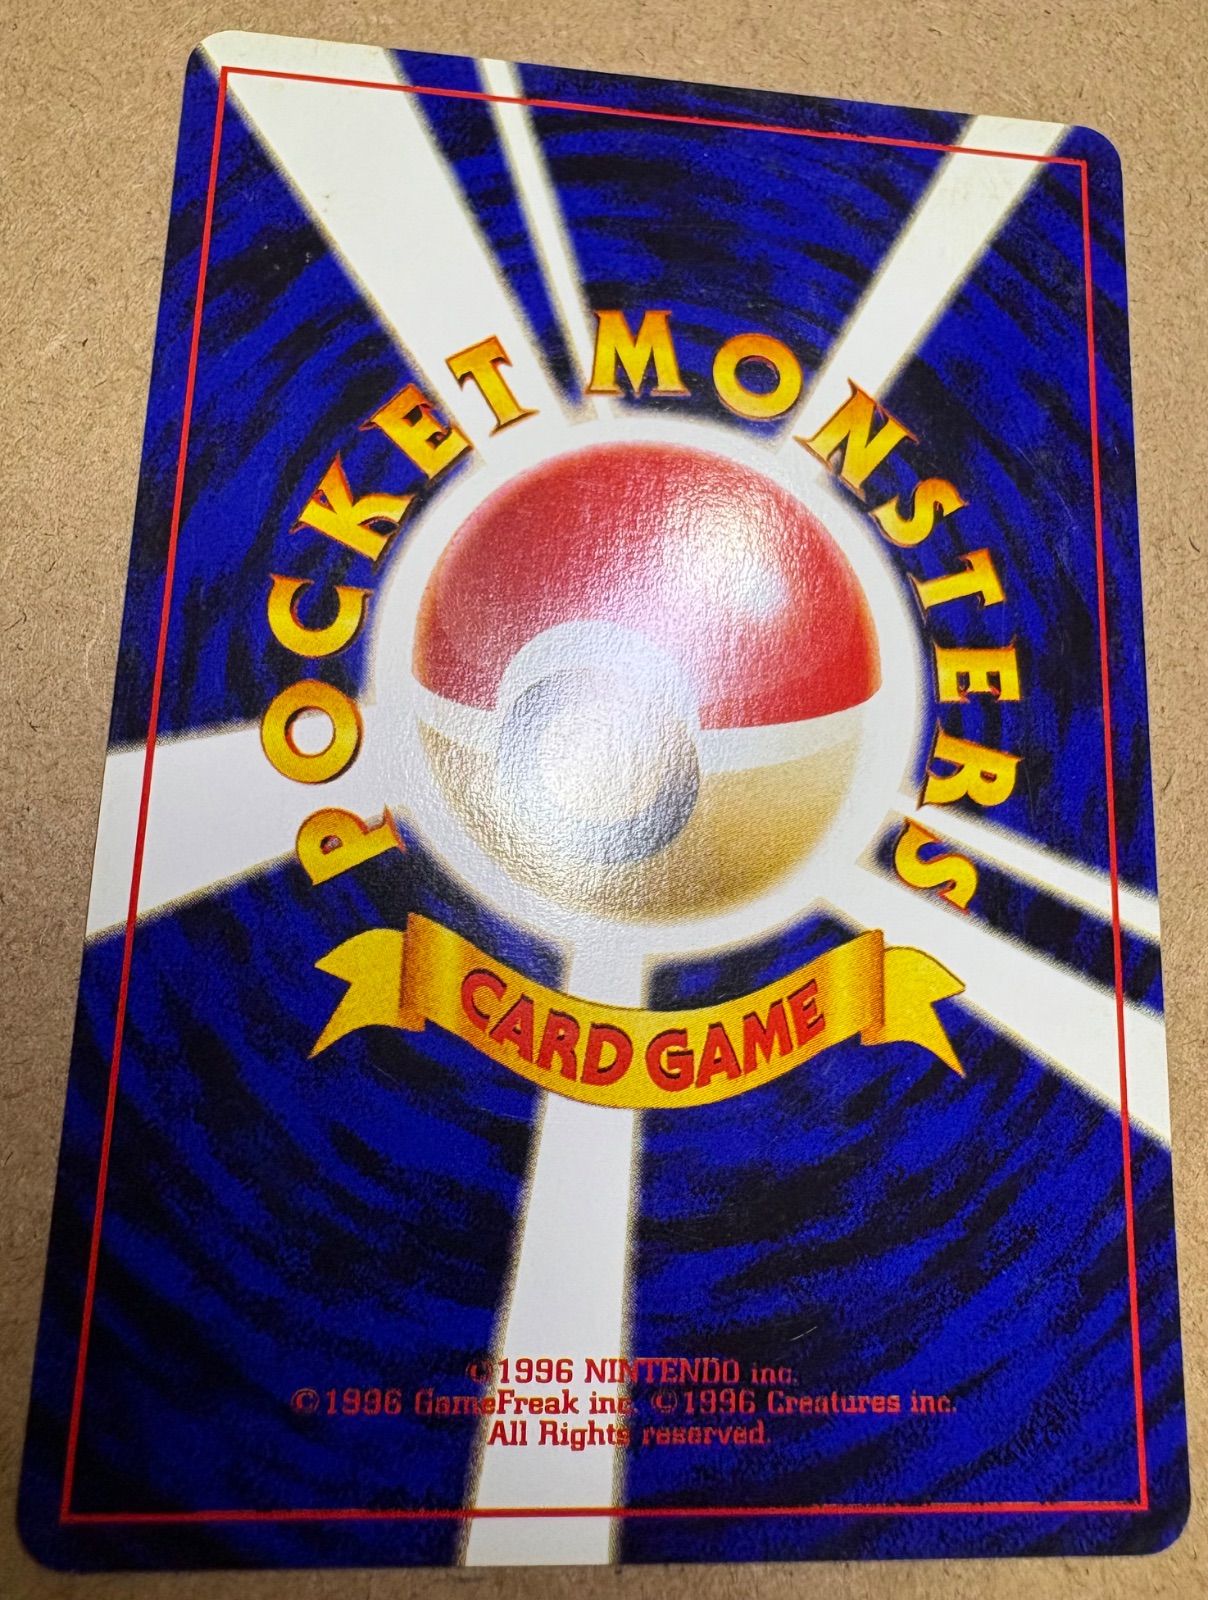 POCKET MONSTERS
CARD GAME
©1996 NINTENDO inc.
©1996 GameFreak inc. ©1996 Creatures inc.
All Rights reserved.